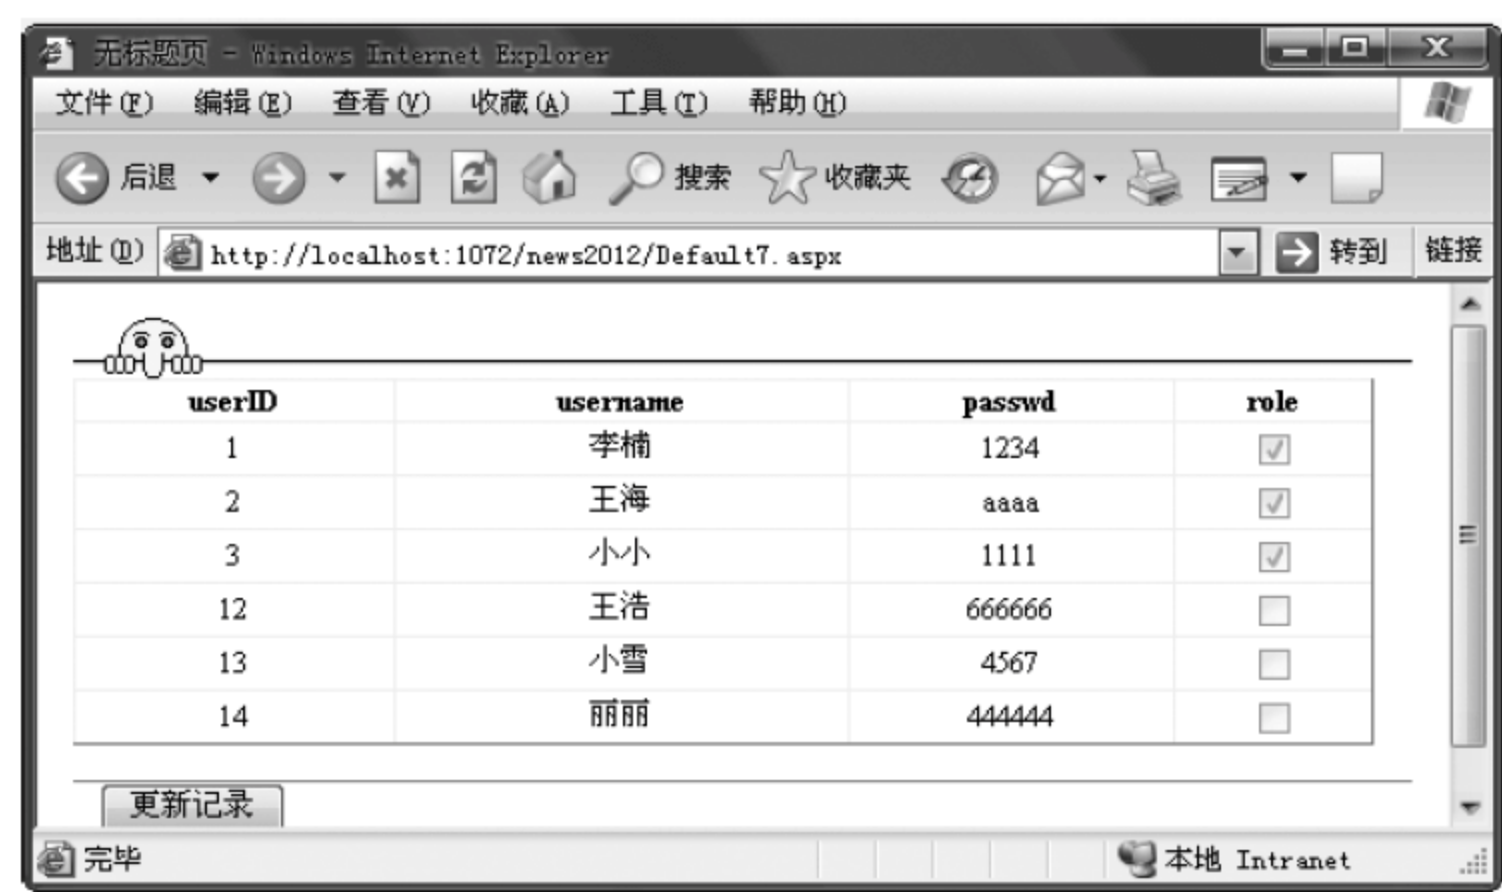 无标题页 - Windows Internet Explorer
文件(F) 编辑(E) 查看(V) 收藏(A) 工具(T) 帮助(H)
后退 搜索 收藏夹
地址(D) http://localhost:1072/news2012/Default7.aspx 转到 链接
userID username passwd role
1 李楠 1234
2 王海 aaaa
3 小小 1111
12 王浩 666666
13 小雪 4567
14 丽丽 444444
更新记录
完毕 本地 Intranet